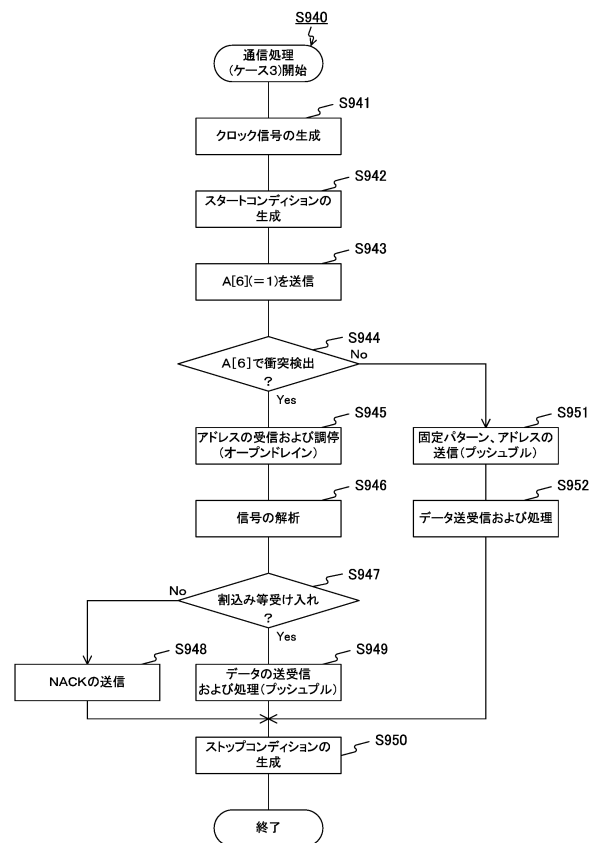 S940
通信処理
(ケース3)開始
S941
クロック信号の生成
S942
スタートコンディションの
生成
S943
A[6](=1)を送信
S944
A[6]で衝突検出
?
No
Yes
S945
アドレスの受信および調停
(オープンドレイン)
S951
固定パターン、アドレスの
送信(プッシュプル)
S946
信号の解析
S952
データ送受信および処理
S947
割込み等受け入れ
?
No
Yes
S948
NACKの送信
S949
データの送受信
および処理(プッシュプル)
S950
ストップコンディションの
生成
終了